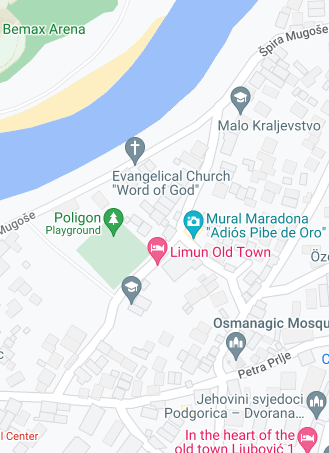 Bemax Arena
Špira Mugoše
Malo Kraljevstvo
Evangelical Church
"Word of God"
Mugoše
Poligon
Playground
Mural Maradona
"Adiós Pibe de Oro"
Limun Old Town
Osmanagic Mosqu
Petra Prlje
Jehovini svjedoci
Podgorica – Dvorana...
l Center
In the heart of the
old town Ljubović 1